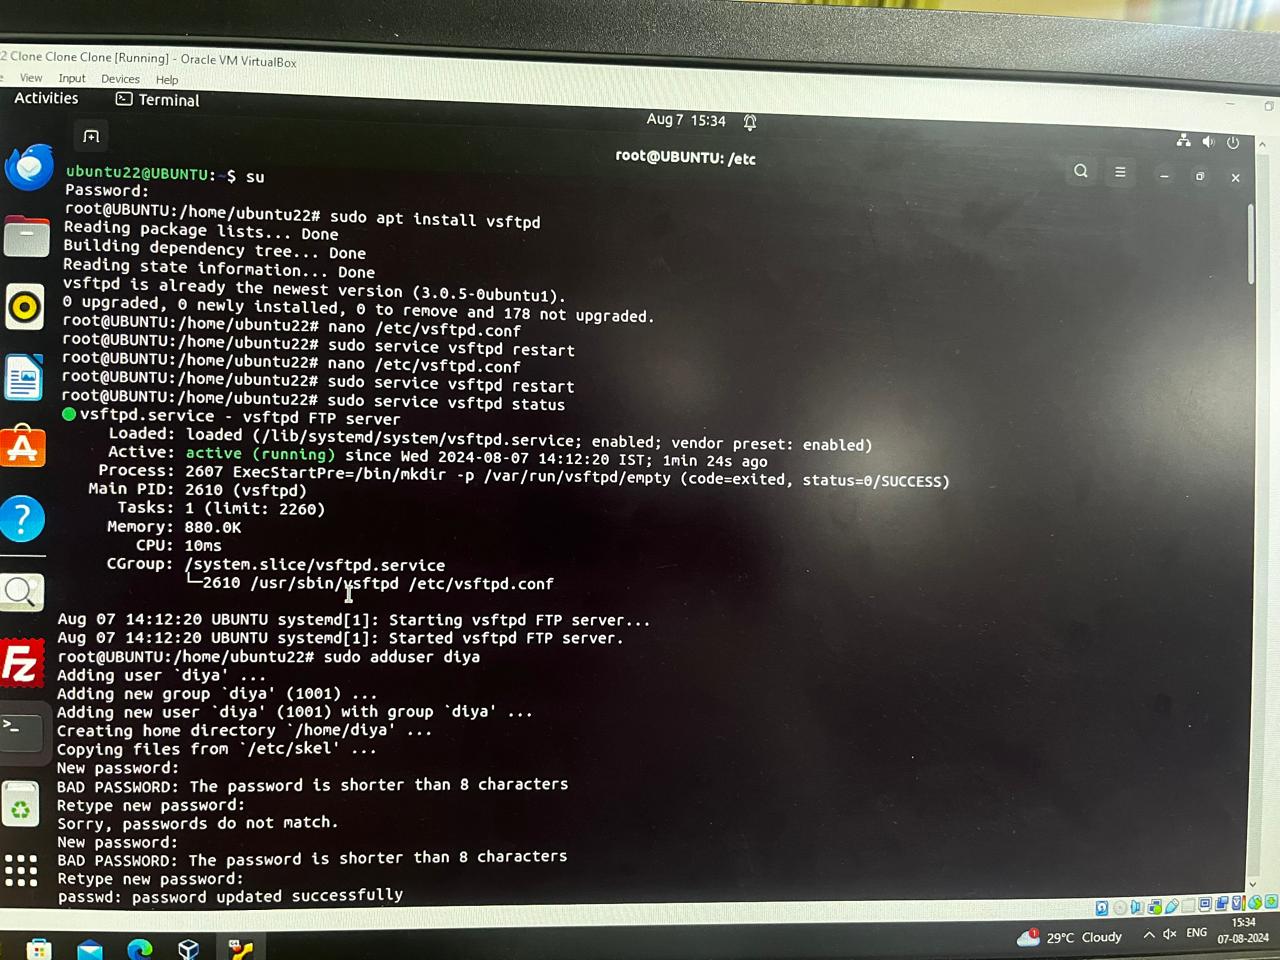 2 Clone Clone Clone [Running] - Oracle VM VirtualBox
View Input Devices Help
Activities Terminal
Aug 7 15:34
root@UBUNTU: /etc
ubuntu22@UBUNTU:~$ su
Password:
root@UBUNTU:/home/ubuntu22# sudo apt install vsftpd
Reading package lists... Done
Building dependency tree... Done
Reading state information... Done
vsftpd is already the newest version (3.0.5-0ubuntu1).
0 upgraded, 0 newly installed, 0 to remove and 178 not upgraded.
root@UBUNTU:/home/ubuntu22# nano /etc/vsftpd.conf
root@UBUNTU:/home/ubuntu22# sudo service vsftpd restart
root@UBUNTU:/home/ubuntu22# nano /etc/vsftpd.conf
root@UBUNTU:/home/ubuntu22# sudo service vsftpd restart
root@UBUNTU:/home/ubuntu22# sudo service vsftpd status
● vsftpd.service - vsftpd FTP server
Loaded: loaded (/lib/systemd/system/vsftpd.service; enabled; vendor preset: enabled)
Active: active (running) since Wed 2024-08-07 14:12:20 IST; 1min 24s ago
Process: 2607 ExecStartPre=/bin/mkdir -p /var/run/vsftpd/empty (code=exited, status=0/SUCCESS)
Main PID: 2610 (vsftpd)
Tasks: 1 (limit: 2260)
Memory: 880.0K
CPU: 10ms
CGroup: /system.slice/vsftpd.service
└─2610 /usr/sbin/vsftpd /etc/vsftpd.conf
Aug 07 14:12:20 UBUNTU systemd[1]: Starting vsftpd FTP server...
Aug 07 14:12:20 UBUNTU systemd[1]: Started vsftpd FTP server.
root@UBUNTU:/home/ubuntu22# sudo adduser diya
Adding user `diya' ...
Adding new group `diya' (1001) ...
Adding new user `diya' (1001) with group `diya' ...
Creating home directory `/home/diya' ...
Copying files from `/etc/skel' ...
New password:
BAD PASSWORD: The password is shorter than 8 characters
Retype new password:
Sorry, passwords do not match.
New password:
BAD PASSWORD: The password is shorter than 8 characters
Retype new password:
passwd: password updated successfully
Fz
1
29°C Cloudy
ENG
15:34
07-08-2024